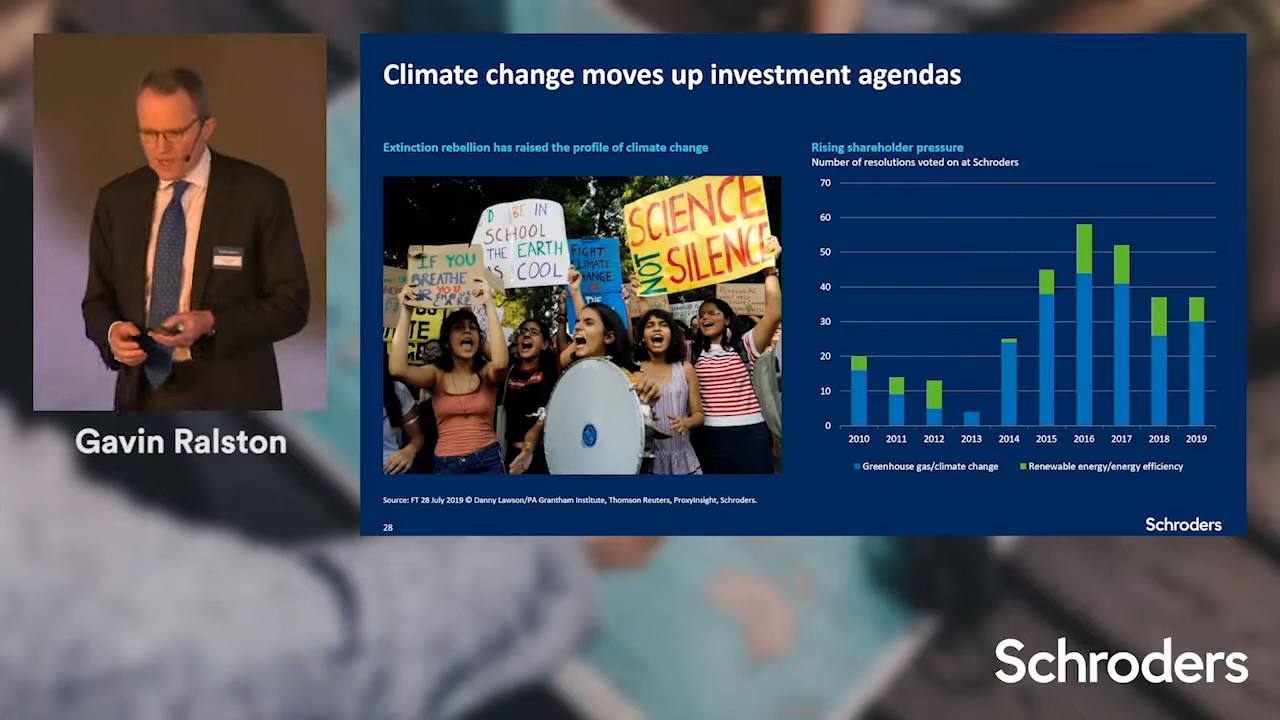 Gavin Ralston
Climate change moves up investment agendas
Extinction rebellion has raised the profile of climate change
D BE IN
SCHOOL
THE EARTH
S COOL
IF YOU
BREATHE
YOU
CARE
FIGHT
CLIMATE
CHANGE
THE
SCIENCE
NOT SILENCE
Source: FT 28 July 2019 © Danny Lawson/PA Grantham Institute, Thomson Reuters, ProxyInsight, Schroders.
28
Rising shareholder pressure
Number of resolutions voted on at Schroders
70
60
50
40
30
20
10
0
2010 2011 2012 2013 2014 2015 2016 2017 2018 2019
Greenhouse gas/climate change Renewable energy/energy efficiency
Schroders
Schroders